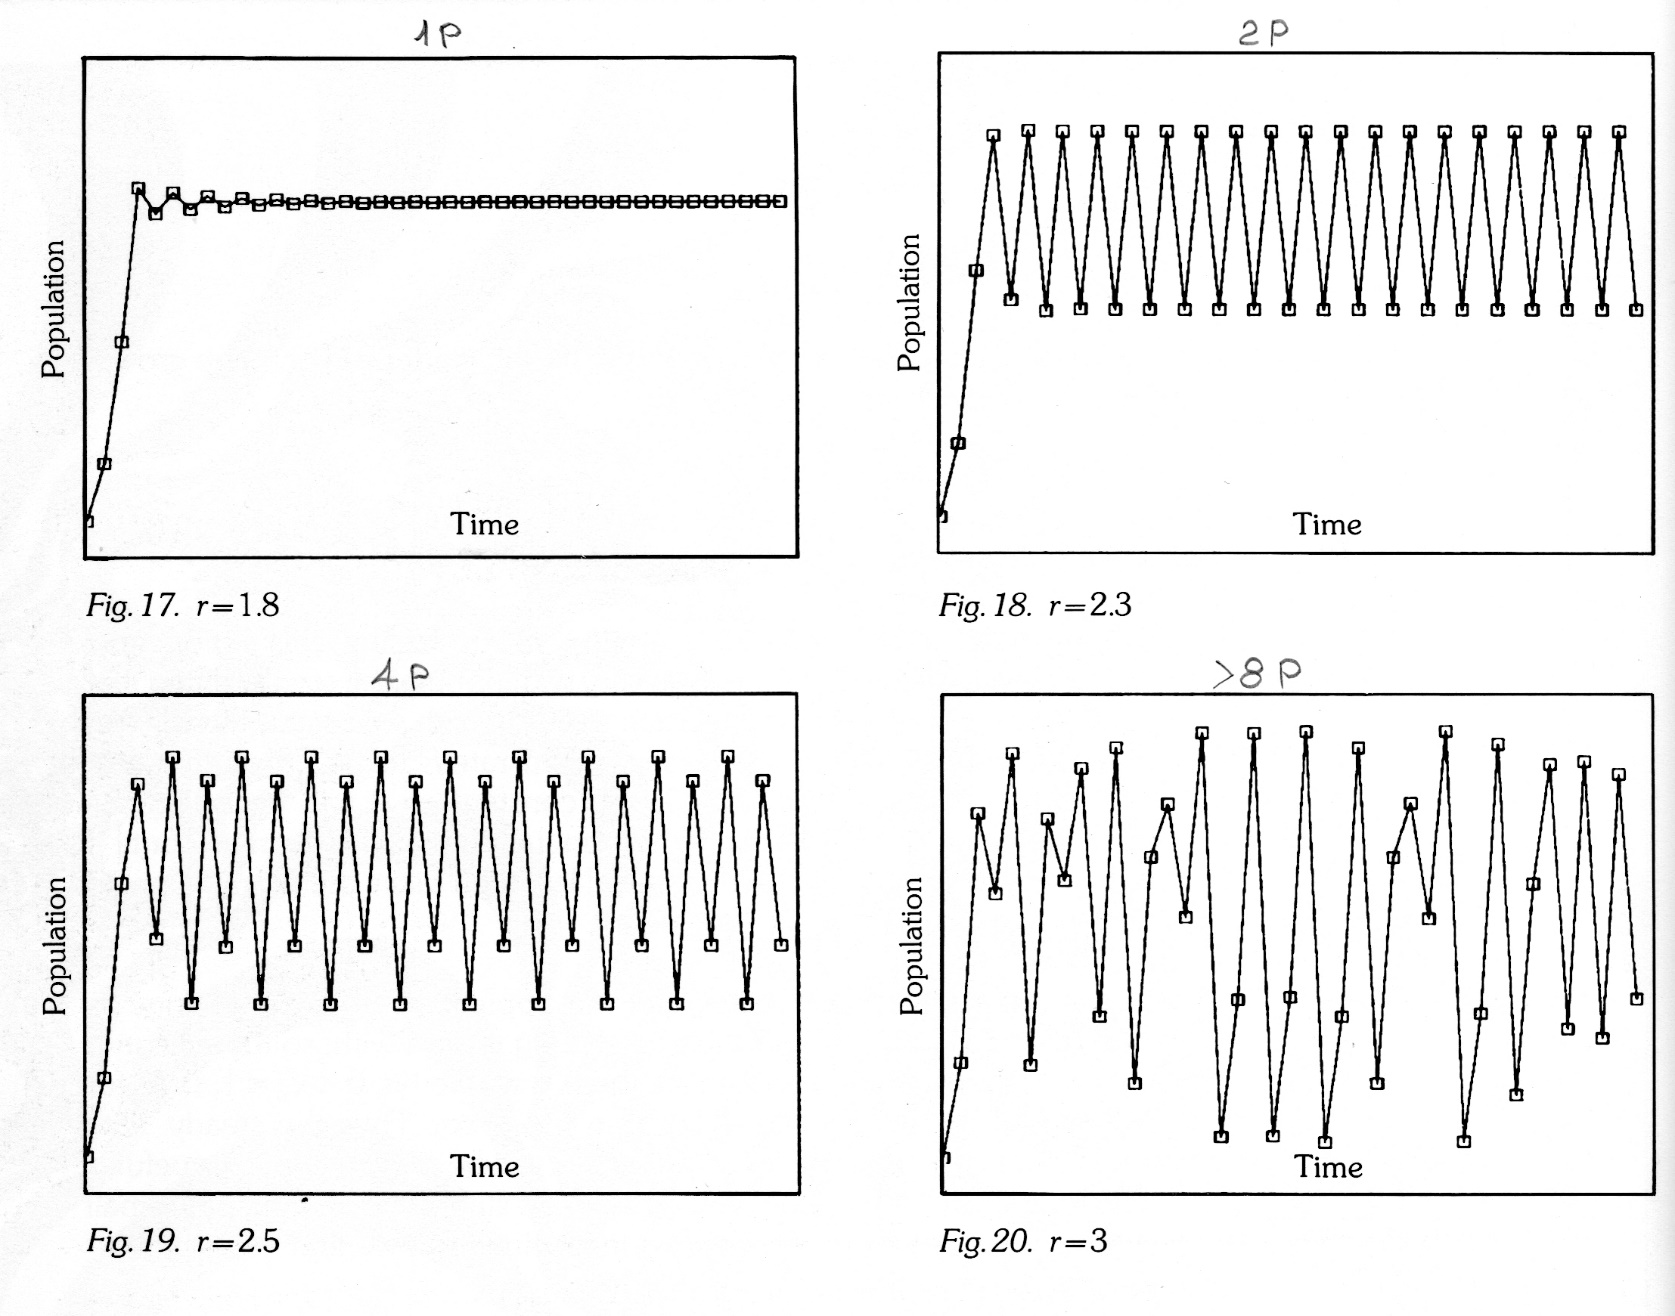 1P
Population
Time
Fig. 17. r=1.8
2P
Population
Time
Fig. 18. r=2.3
4P
Population
Time
Fig. 19. r=2.5
>8P
Population
Time
Fig. 20. r=3